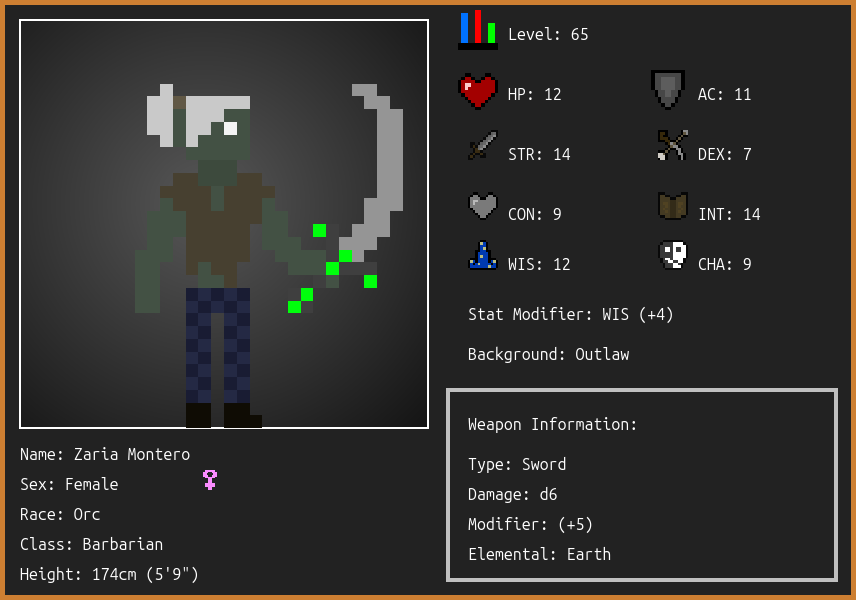 Level: 65
HP: 12
AC: 11
STR: 14
DEX: 7
CON: 9
INT: 14
WIS: 12
CHA: 9
Stat Modifier: WIS (+4)
Background: Outlaw
Weapon Information:
Type: Sword
Damage: d6
Modifier: (+5)
Elemental: Earth
Name: Zaria Montero
Sex: Female
Race: Orc
Class: Barbarian
Height: 174cm (5'9")